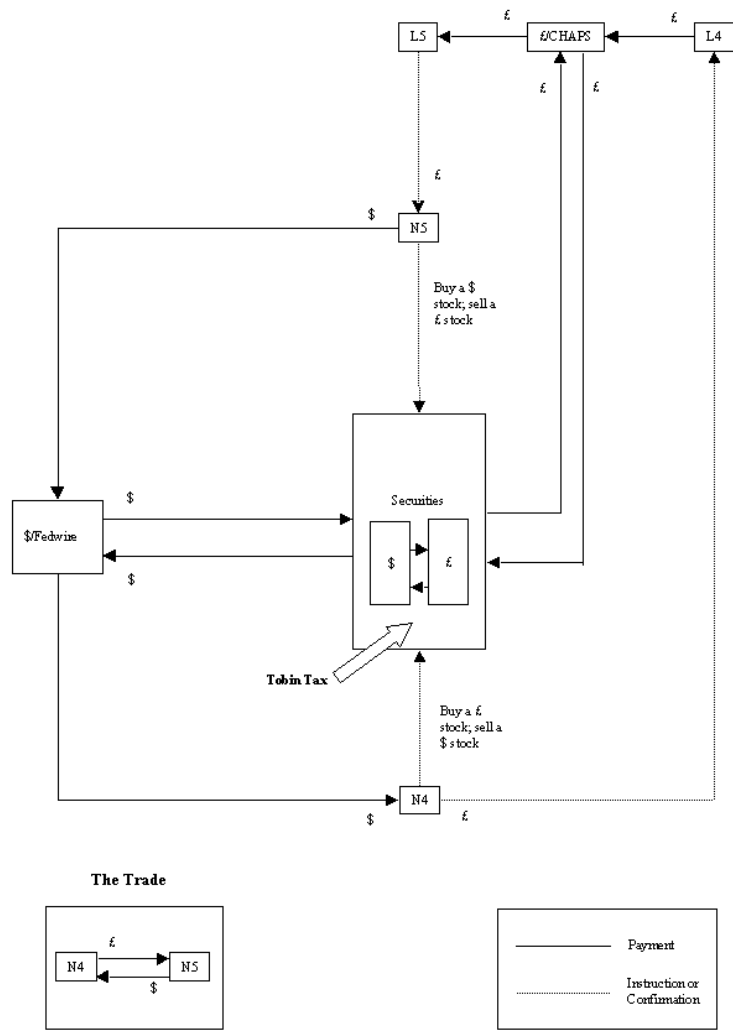 £ £
L5 £/CHAPS L4
£ £
£
$
N5
Buy a $
stock; sell a
£ stock
$
Securities
$/Fedwire
$ £
$
Tobin Tax
Buy a £
stock; sell a
$ stock
N4
$ £
The Trade
£
N4 N5
$
Payment
Instruction or
Confirmation